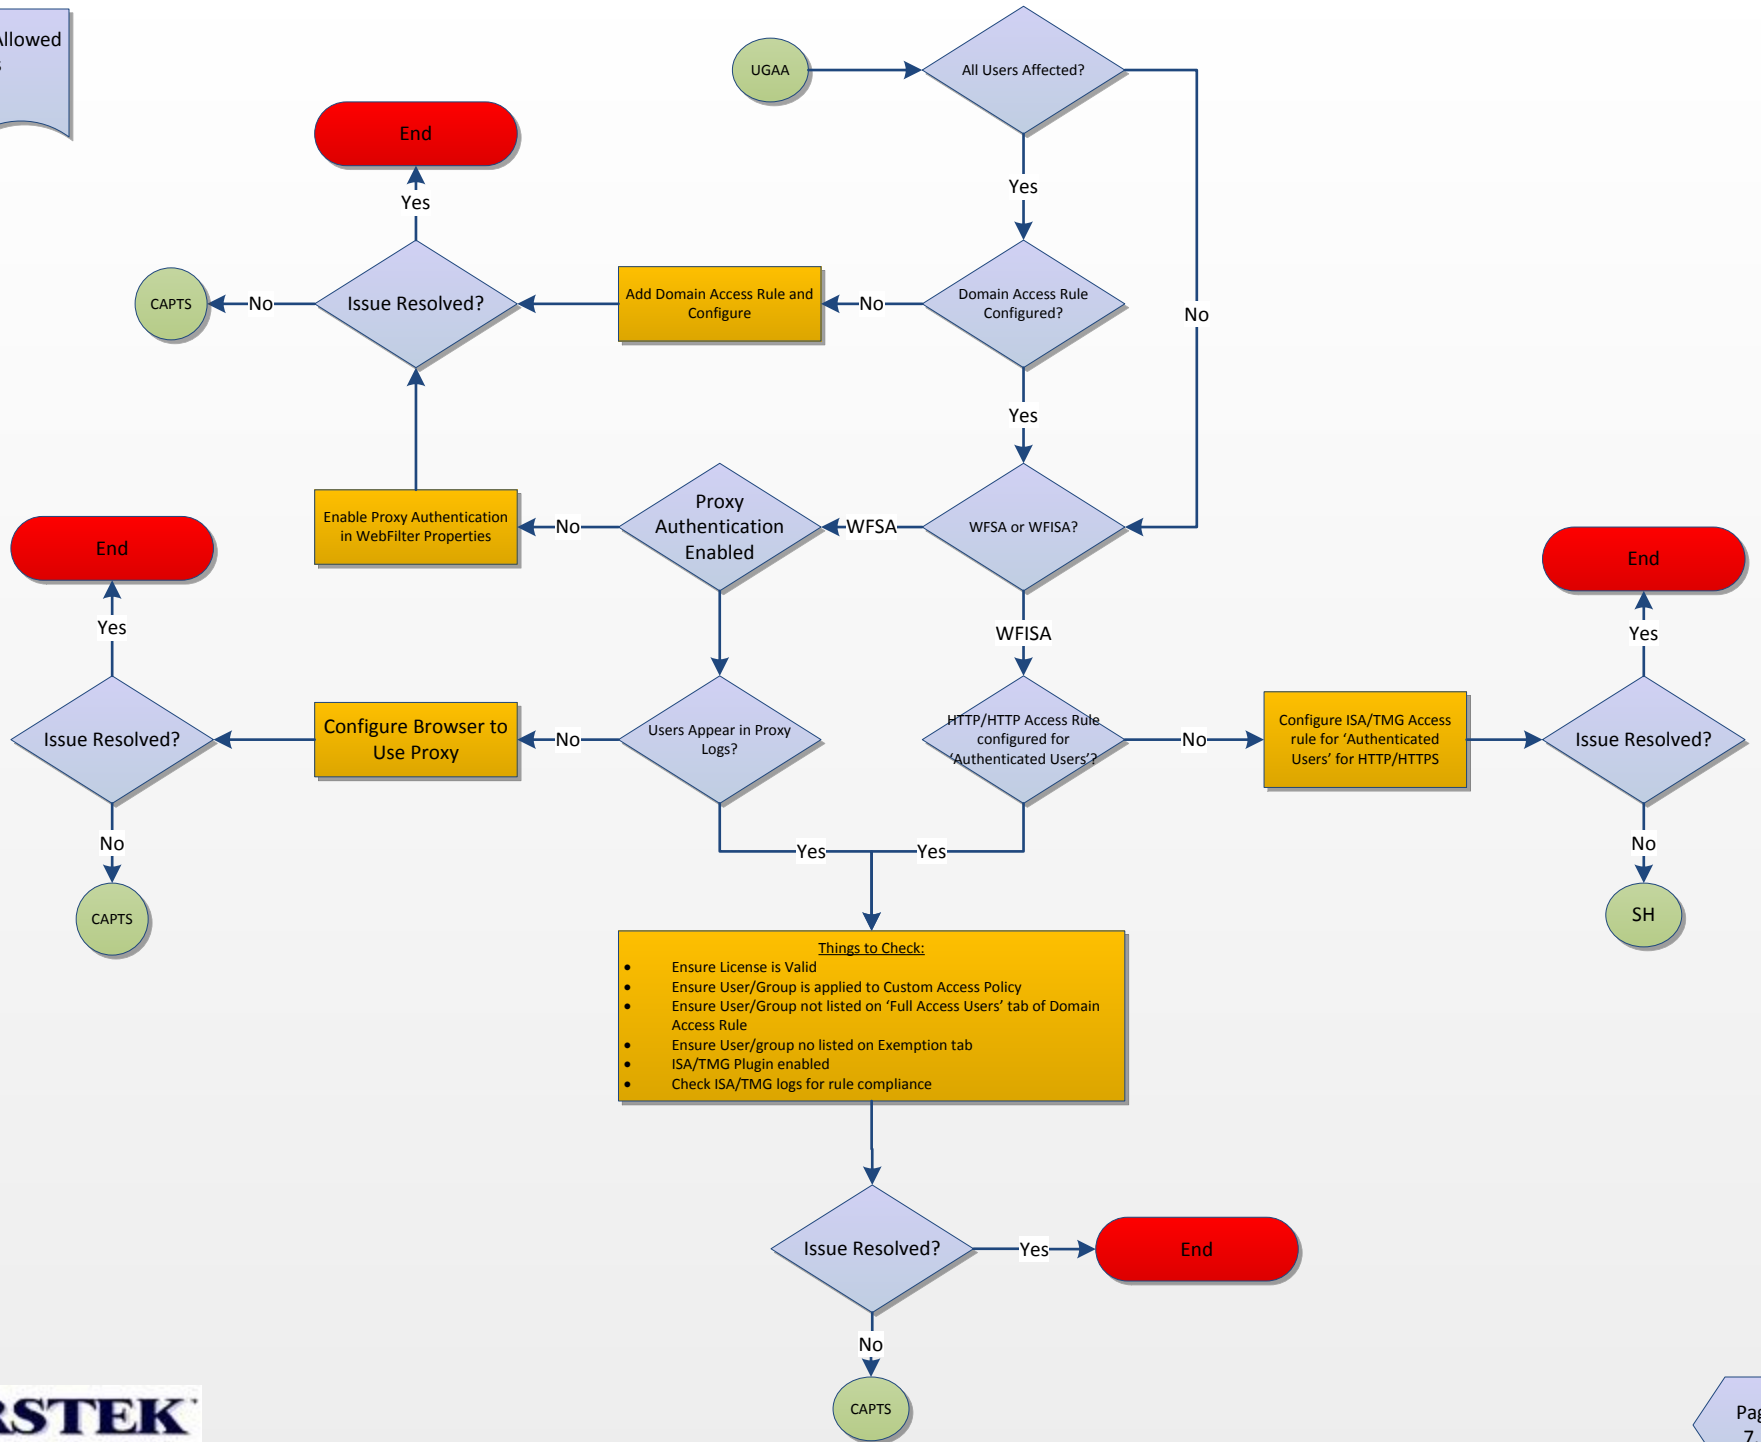 Allowed
UGAA
All Users Affected?
End
Yes
Yes
CAPTS
No
Issue Resolved?
Add Domain Access Rule and
Configure
No
Domain Access Rule
Configured?
No
Yes
Enable Proxy Authentication
in WebFilter Properties
No
Proxy
Authentication
Enabled
WFSA
WFSA or WFISA?
End
End
Yes
WFISA
Yes
Issue Resolved?
Configure Browser to
Use Proxy
No
Users Appear in Proxy
Logs?
HTTP/HTTP Access Rule
configured for
‘Authenticated Users’?
No
Configure ISA/TMG Access
rule for ‘Authenticated
Users’ for HTTP/HTTPS
Issue Resolved?
No
Yes
Yes
No
CAPTS
SH
Things to Check:
• Ensure License is Valid
• Ensure User/Group is applied to Custom Access Policy
• Ensure User/Group not listed on ‘Full Access Users’ tab of Domain
Access Rule
• Ensure User/group no listed on Exemption tab
• ISA/TMG Plugin enabled
• Check ISA/TMG logs for rule compliance
Issue Resolved?
Yes
End
No
CAPTS
RSTEK
Pag
7